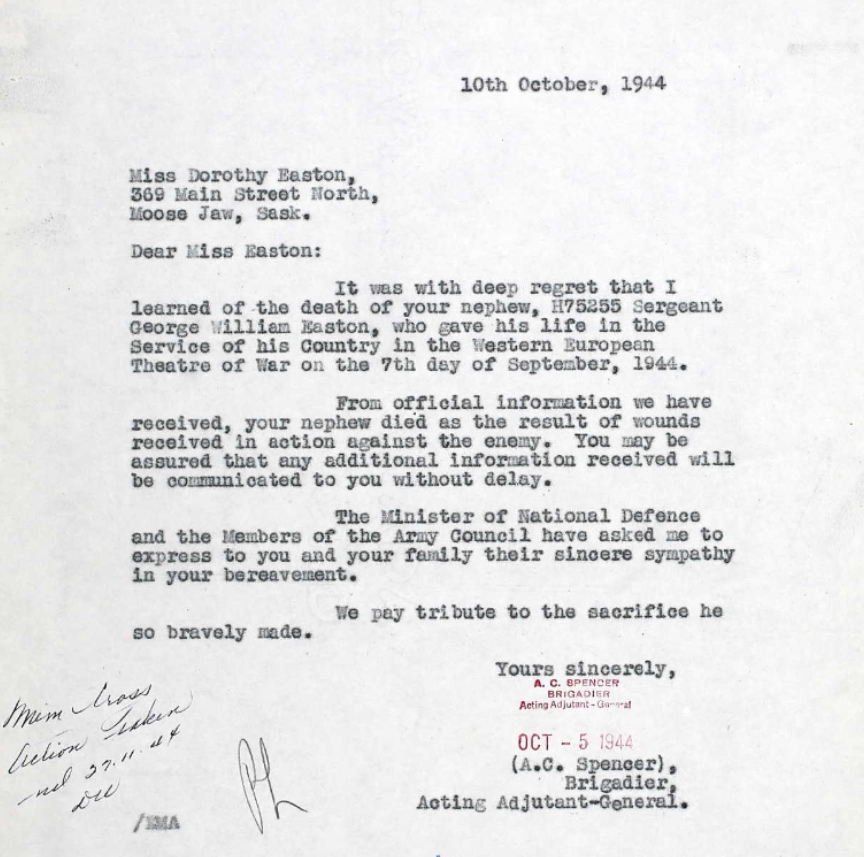 10th October, 1944
Miss Dorothy Easton,
369 Main Street North,
Moose Jaw, Sask.
Dear Miss Easton:
It was with deep regret that I
learned of the death of your nephew, H75255 Sergeant
George William Easton, who gave his life in the
Service of his Country in the Western European
Theatre of War on the 7th day of September, 1944.
From official information we have
received, your nephew died as the result of wounds
received in action against the enemy. You may be
assured that any additional information received will
be communicated to you without delay.
The Minister of National Defence
and the Members of the Army Council have asked me to
express to you and your family their sincere sympathy
in your bereavement.
We pay tribute to the sacrifice he
so bravely made.
Yours sincerely,
A. C. SPENCER
BRIGADIER
Acting Adjutant-General
OCT - 5 1944
(A.C. Spencer),
Brigadier,
Acting Adjutant-General.
Mem Cross
Action Taken
27.11.44